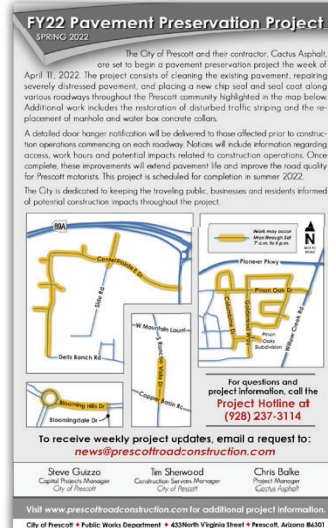 FY22 Pavement Preservation Project
SPRING 2022
The City of Prescott and their contractor, Cactus Asphalt,
are set to begin a pavement preservation project the week of
April 11, 2022. The project consists of cleaning the existing pavement, repairing
severely distressed pavement, and placing a new chip seal and seal coat along
various roadways throughout the Prescott community highlighted in the map below.
Additional work includes the restoration of disturbed traffic striping and the re-
placement of manhole and water box concrete collars.
A detailed door hanger notification will be delivered to those affected prior to construc-
tion operations commencing on each roadway. Notices will include information regarding
access, work hours and potential impacts related to construction operations. Once
complete, these improvements will extend pavement life and improve the road quality
for Prescott motorists. This project is scheduled for completion in summer 2022.
The City is dedicated to keeping the traveling public, businesses and residents informed
of potential construction impacts throughout the project.
89A
Centerpointe E Dr
Side Rd
Dells Ranch Rd
Work may occur
Mon through Sat
7 a.m. to 6 p.m.
N
Pioneer Pkwy
Pinon Oak Dr
Columbine Dr
Goldenrod Way
Willow Creek Rd
Pinon
Oaks
Subdivision
W Mountain Laurel
S Rancho Vista Dr
Copper Basin Rd
Blooming Hills Dr
Bloomingdale Dr
For questions and
project information, call the
Project Hotline at
(928) 237-3114
To receive weekly project updates, email a request to:
news@prescottroadconstruction.com
Steve Guizzo
Capital Projects Manager
City of Prescott
Tim Sherwood
Construction Services Manager
City of Prescott
Chris Balke
Project Manager
Cactus Asphalt
Visit www.prescottroadconstruction.com for additional project information.
City of Prescott ♦ Public Works Department ♦ 433 North Virginia Street ♦ Prescott, Arizona 86301